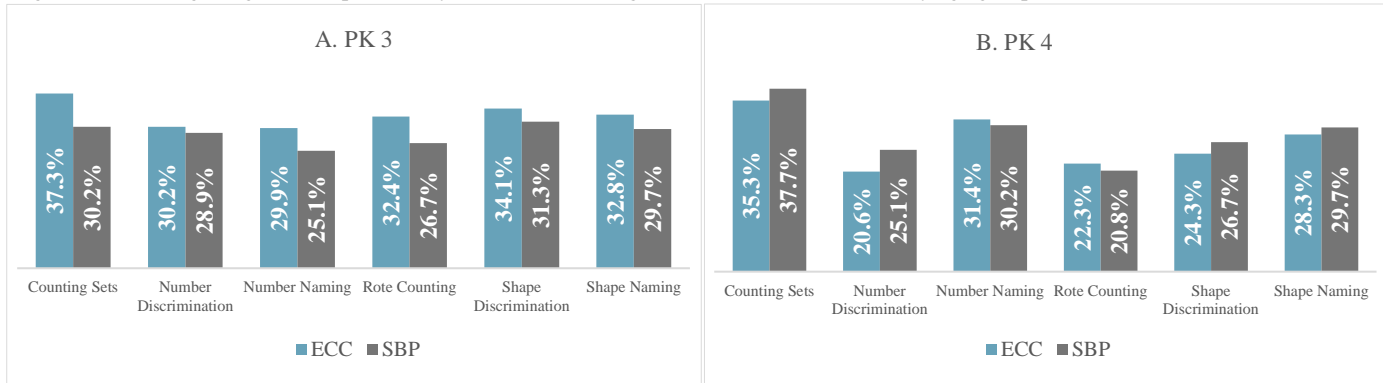 A. PK 3
37.3%
30.2%
30.2%
28.9%
29.9%
25.1%
32.4%
26.7%
34.1%
31.3%
32.8%
29.7%
Counting Sets
Number
Discrimination
Number Naming
Rote Counting
Shape
Discrimination
Shape Naming
ECC
SBP
B. PK 4
35.3%
37.7%
20.6%
25.1%
31.4%
30.2%
22.3%
20.8%
24.3%
26.7%
28.3%
29.7%
Counting Sets
Number
Discrimination
Number Naming
Rote Counting
Shape
Discrimination
Shape Naming
ECC
SBP